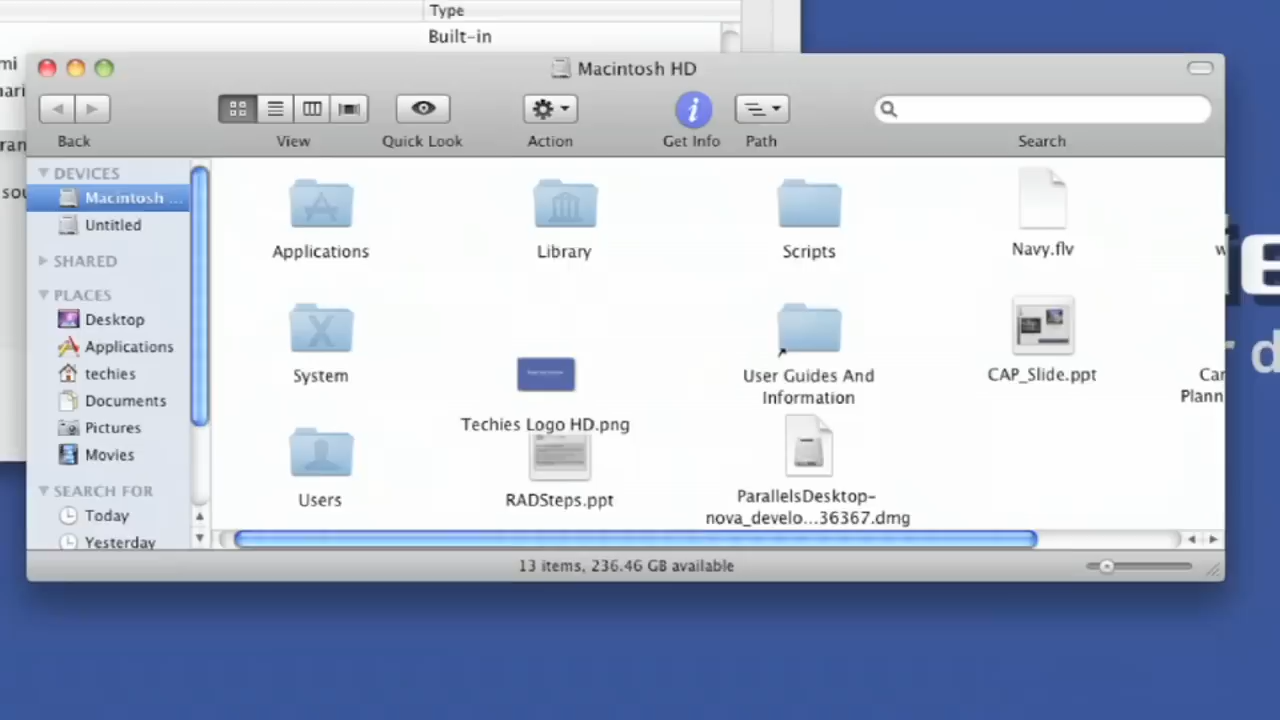 Type
Built-in
Macintosh HD
Back
View
Quick Look
Action
Get Info
Path
Search
DEVICES
Macintosh ...
Untitled
SHARED
PLACES
Desktop
Applications
techies
Documents
Pictures
Movies
SEARCH FOR
Today
Yesterday
Applications
Library
Scripts
Navy.flv
System
Techies Logo HD.png
User Guides And
Information
CAP_Slide.ppt
Users
RADSteps.ppt
ParallelsDesktop-
nova_develo...36367.dmg
13 items, 236.46 GB available